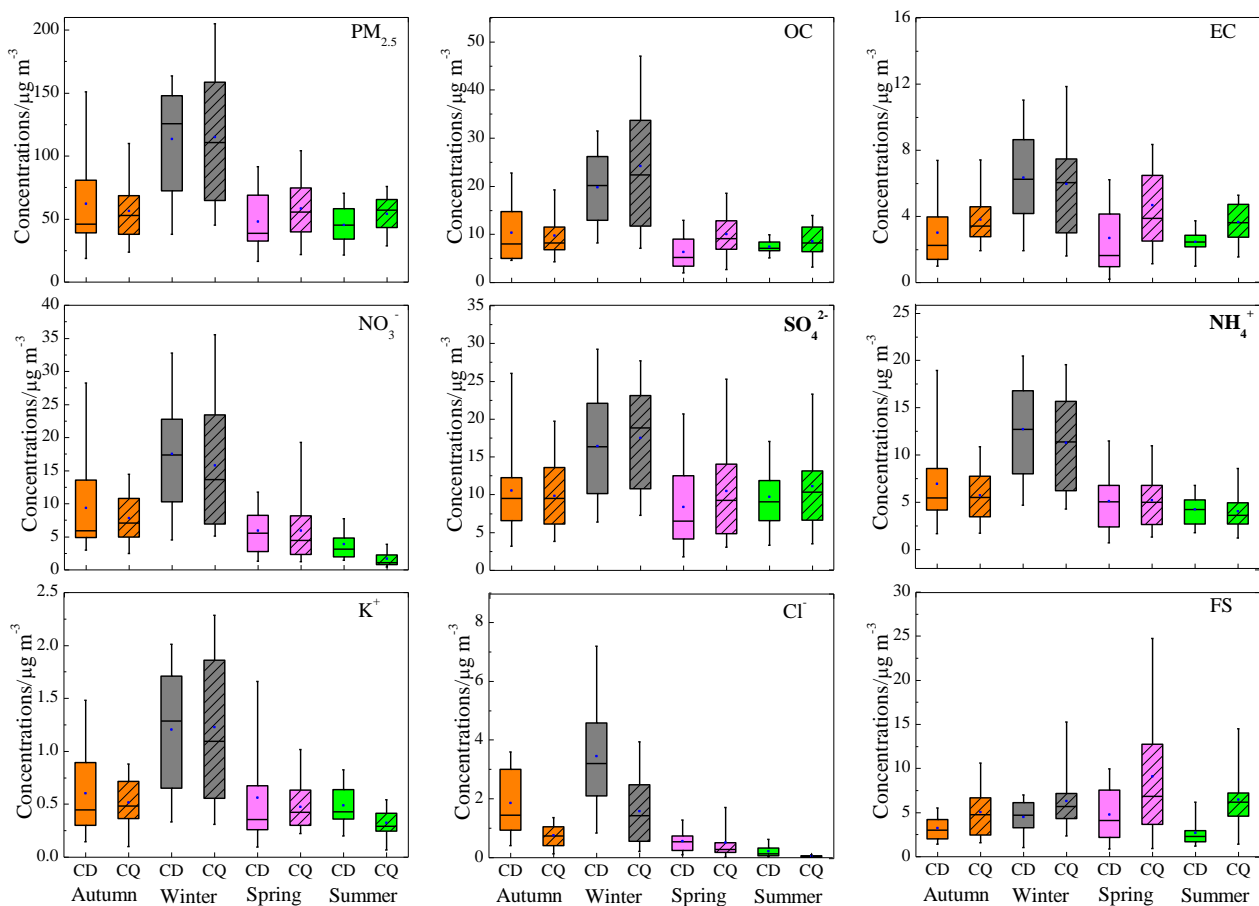 PM2.5
Concentrations/μg m-3
200
150
100
50
0
OC
Concentrations/μg m-3
50
40
30
20
10
0
EC
Concentrations/μg m-3
16
12
8
4
0
NO3-
Concentrations/μg m-3
40
35
30
25
20
15
10
5
0
SO42-
Concentrations/μg m-3
35
30
25
20
15
10
5
0
NH4+
Concentrations/μg m-3
25
20
15
10
5
0
K+
Concentrations/μg m-3
2.5
2.0
1.5
1.0
0.5
0.0
CD CQ CD CQ CD CQ CD CQ
Autumn Winter Spring Summer
Cl-
Concentrations/μg m-3
8
6
4
2
0
CD CQ CD CQ CD CQ CD CQ
Autumn Winter Spring Summer
FS
Concentrations/μg m-3
30
25
20
15
10
5
0
CD CQ CD CQ CD CQ CD CQ
Autumn Winter Spring Summer